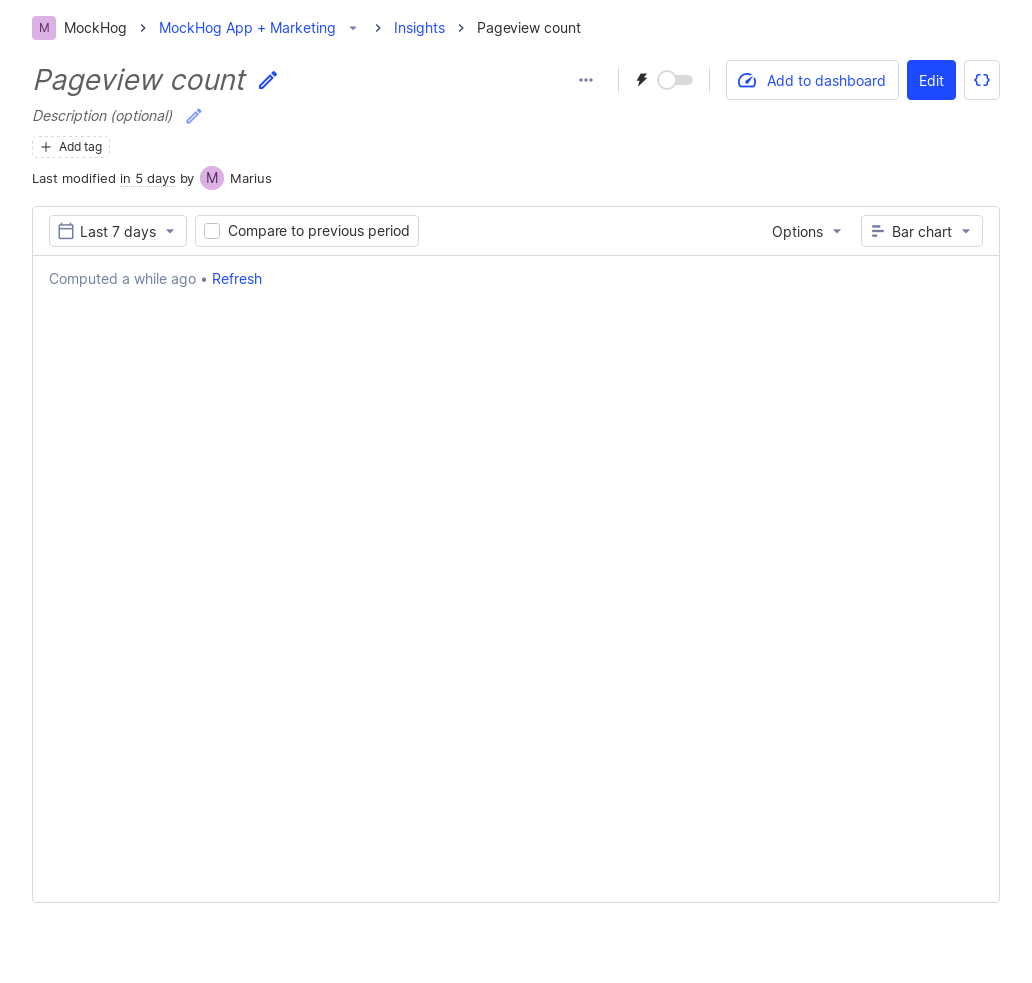 M MockHog MockHog App + Marketing Insights Pageview count
Pageview count
Add to dashboard Edit
Description (optional)
Add tag
Last modified in 5 days by M Marius
Last 7 days Compare to previous period Options Bar chart
Computed a while ago • Refresh